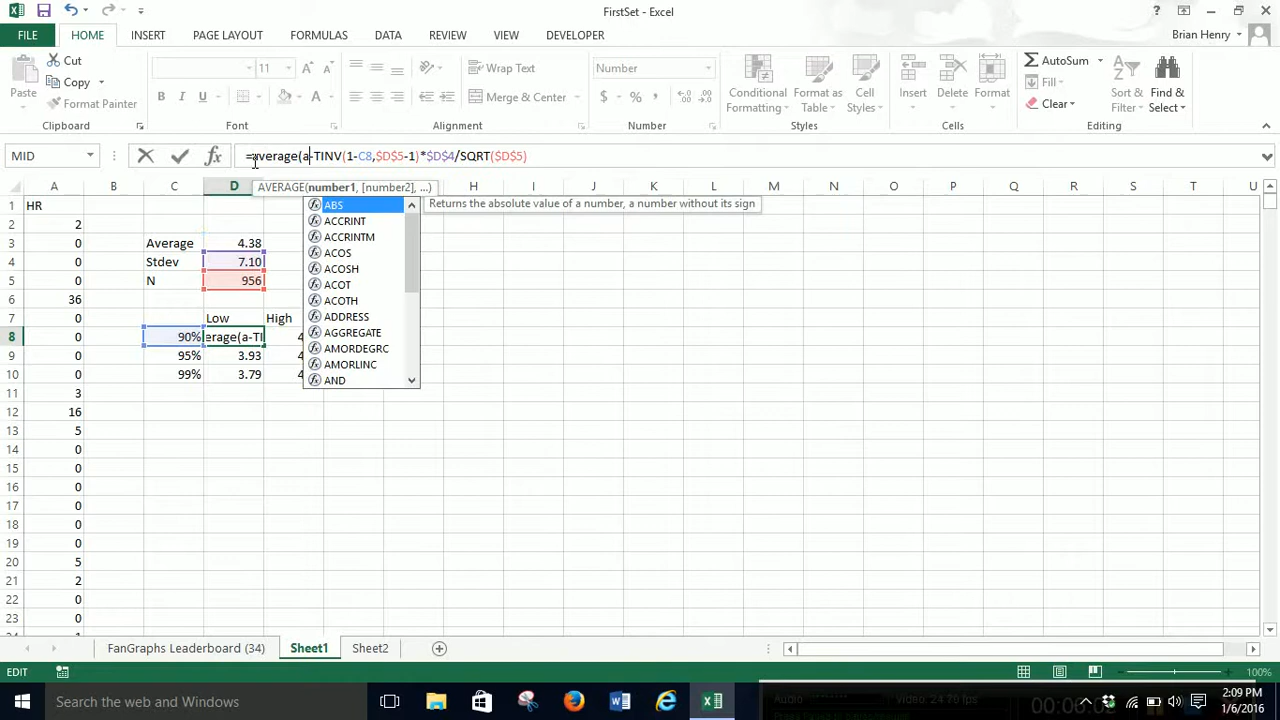 FirstSet - Excel
FILE HOME INSERT PAGE LAYOUT FORMULAS DATA REVIEW VIEW DEVELOPER Brian Henry
Paste Cut Copy Format Painter
11 Wrap Text Merge & Center
Number $ % ,
Conditional Formatting Format as Table Cell Styles
Insert Delete Format
AutoSum Fill Clear Sort & Filter Find & Select
Clipboard Font Alignment Number Styles Cells Editing
MID =average(a-TINV(1-C8,$D$5-1)*$D$4/SQRT($D$5)
AVERAGE(number1, [number2], ...)
A B C D H I J K L M N O P Q R S T U
1 HR
2 2
3 0 Average 4.38
4 0 Stdev 7.10
5 0 N 956
6 36
7 0 Low High
8 0 90% erage(a-TI 4
9 0 95% 3.93 4
10 0 99% 3.79 4
11 3
12 16
13 5
14 0
15 0
16 0
17 0
18 0
19 0
20 5
21 2
22 0
23 0
24 1
ABS Returns the absolute value of a number, a number without its sign
ACCRINT
ACCRINTM
ACOS
ACOSH
ACOT
ACOTH
ADDRESS
AGGREGATE
AMORDEGRC
AMORLINC
AND
FanGraphs Leaderboard (34) Sheet1 Sheet2
EDIT 100%
Search the web and Windows
2:09 PM
1/6/2016